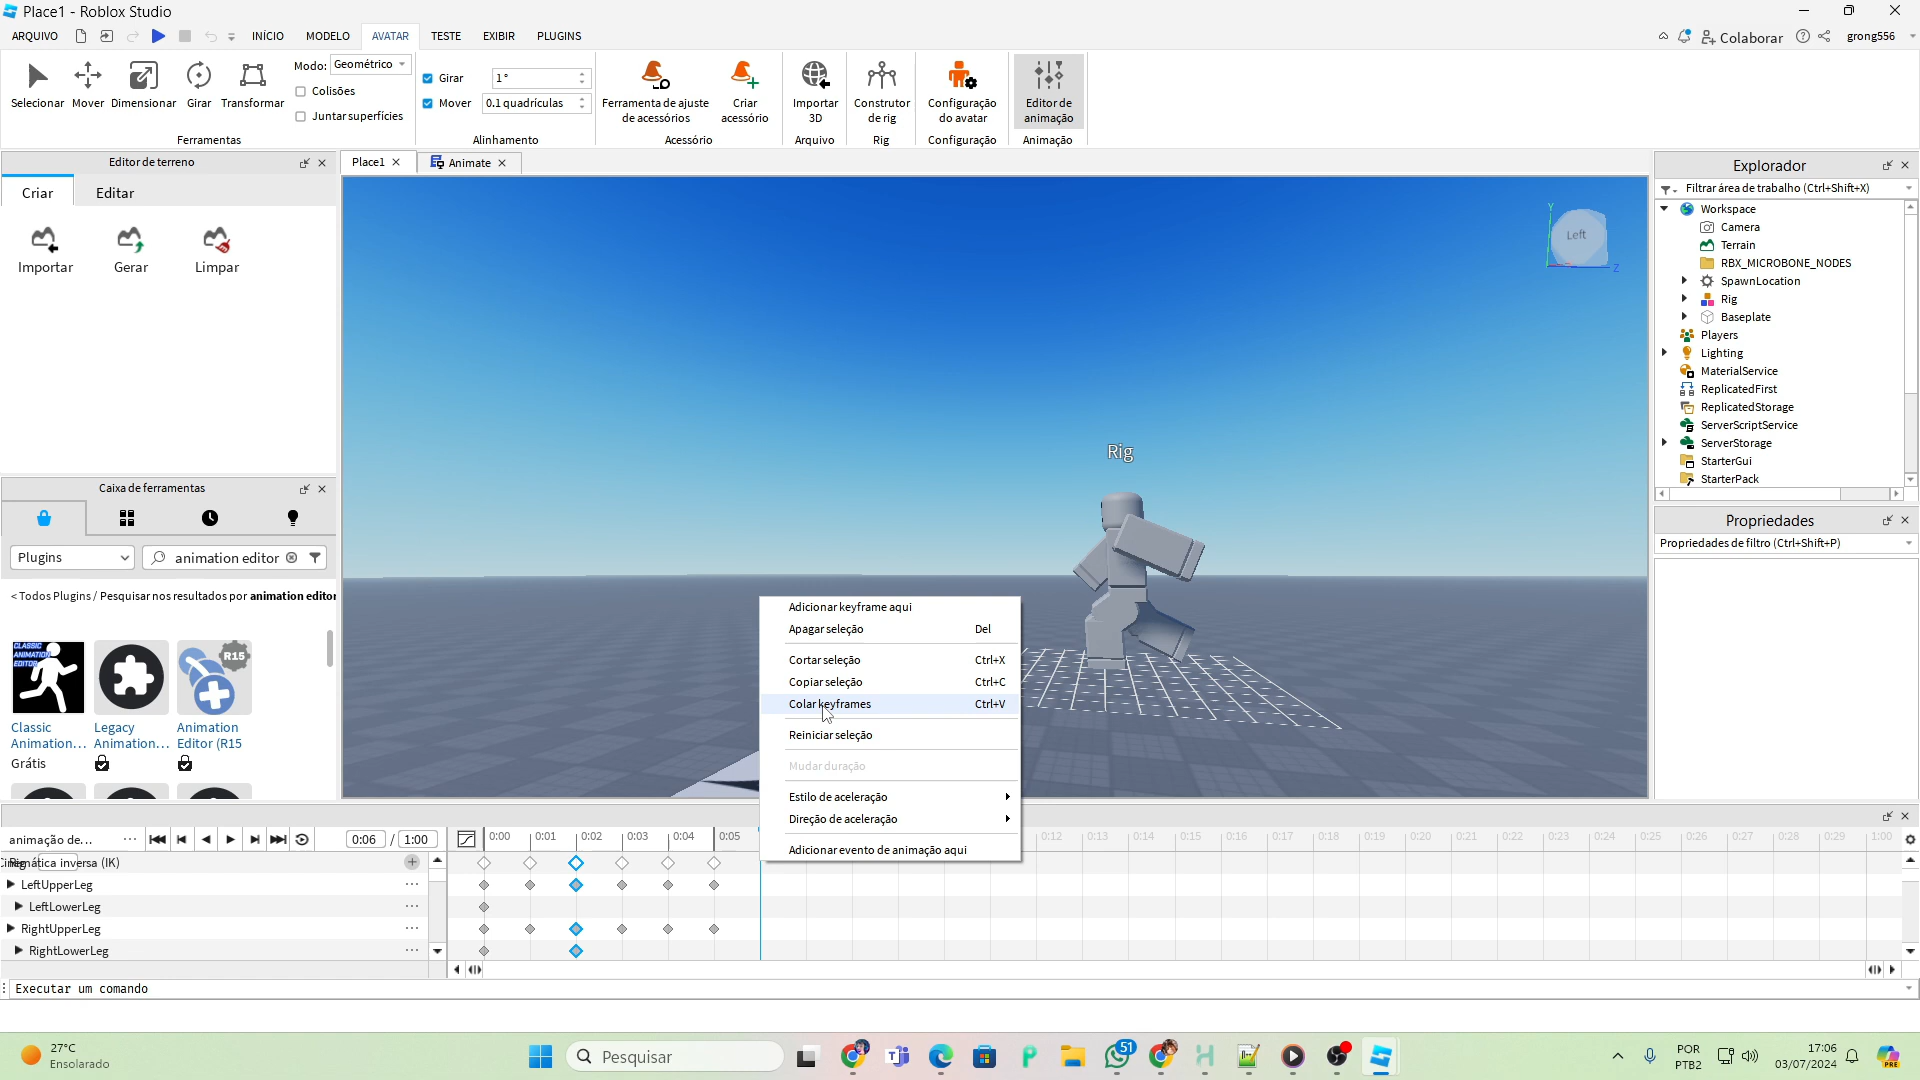 Place1 - Roblox Studio
ARQUIVO INÍCIO MODELO AVATAR TESTE EXIBIR PLUGINS Colaborar grong556
Modo: Geométrico
Colisões
Juntar superfícies
Selecionar Mover Dimensionar Girar Transformar
Ferramentas
Girar 1°
Mover 0.1 quadrículas
Alinhamento
Ferramenta de ajuste de acessórios
Criar acessório
Acessório
Importar 3D
Arquivo
Construtor de rig
Rig
Configuração do avatar
Configuração
Editor de animação
Animação
Editor de terreno
Criar Editar
Importar Gerar Limpar
Place1 Animate
Left
Y
Z
Rig
Explorador
Filtrar área de trabalho (Ctrl+Shift+X)
Workspace
Camera
Terrain
RBX_MICROBONE_NODES
SpawnLocation
Rig
Baseplate
Players
Lighting
MaterialService
ReplicatedFirst
ReplicatedStorage
ServerScriptService
ServerStorage
StarterGui
StarterPack
Propriedades
Propriedades de filtro (Ctrl+Shift+P)
Caixa de ferramentas
Plugins animation editor
< Todos Plugins / Pesquisar nos resultados por animation editor
CLASSIC ANIMATION EDITOR
R15
Classic Animation...
Grátis
Legacy Animation...
Animation Editor (R15
Adicionar keyframe aqui
Apagar seleção Del
Cortar seleção Ctrl+X
Copiar seleção Ctrl+C
Colar keyframes Ctrl+V
Reiniciar seleção
Mudar duração
Estilo de aceleração
Direção de aceleração
Adicionar evento de animação aqui
animação de... ··· 0:06 / 1:00
0:00 0:01 0:02 0:03 0:04 0:05 0:12 0:13 0:14 0:15 0:16 0:17 0:18 0:19 0:20 0:21 0:22 0:23 0:24 0:25 0:26 0:27 0:28 0:29 1:00
inversa (IK)
LeftUpperLeg
LeftLowerLeg
RightUpperLeg
RightLowerLeg
Executar um comando
27°C
Ensolarado
Pesquisar
51
POR
PTB2
17:06
03/07/2024
PRE